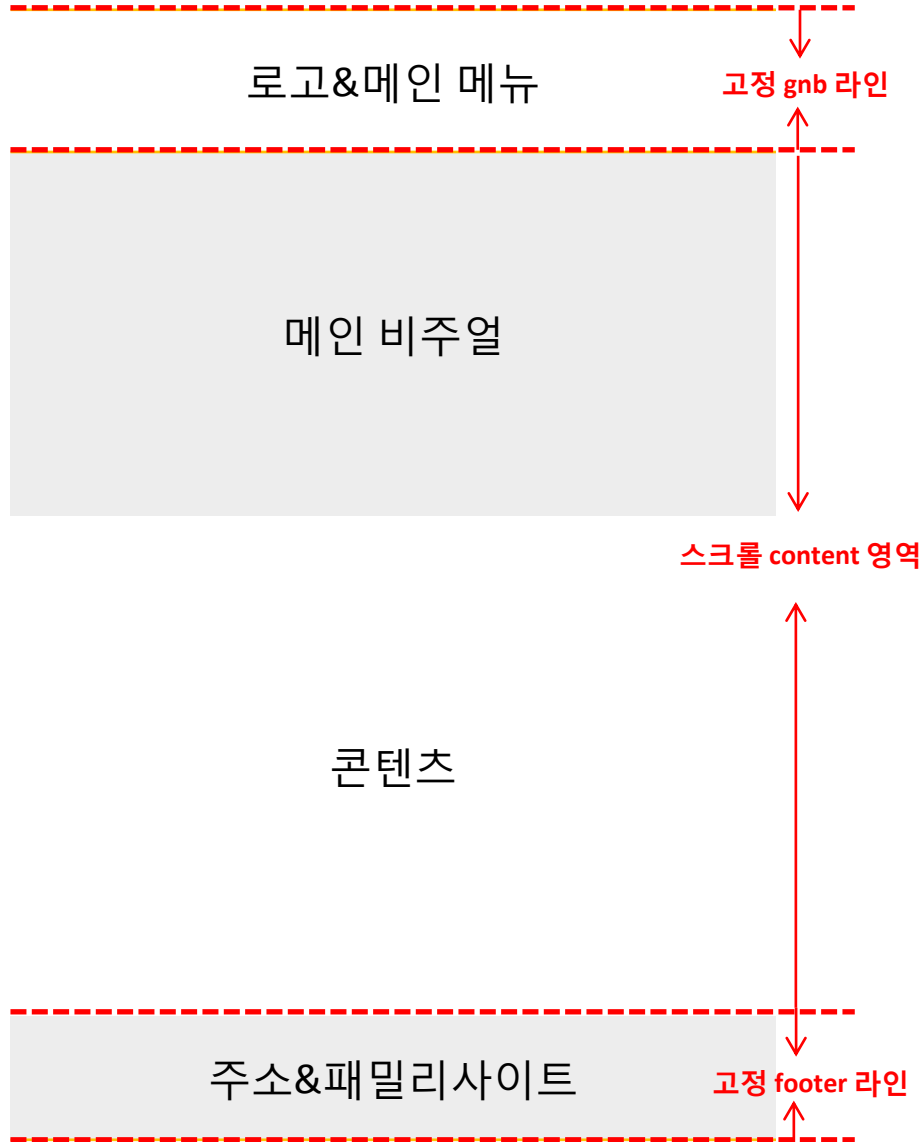 로고&메인 메뉴
고정 gnb 라인
메인 비주얼
스크롤 content 영역
콘텐츠
주소&패밀리사이트
고정 footer 라인